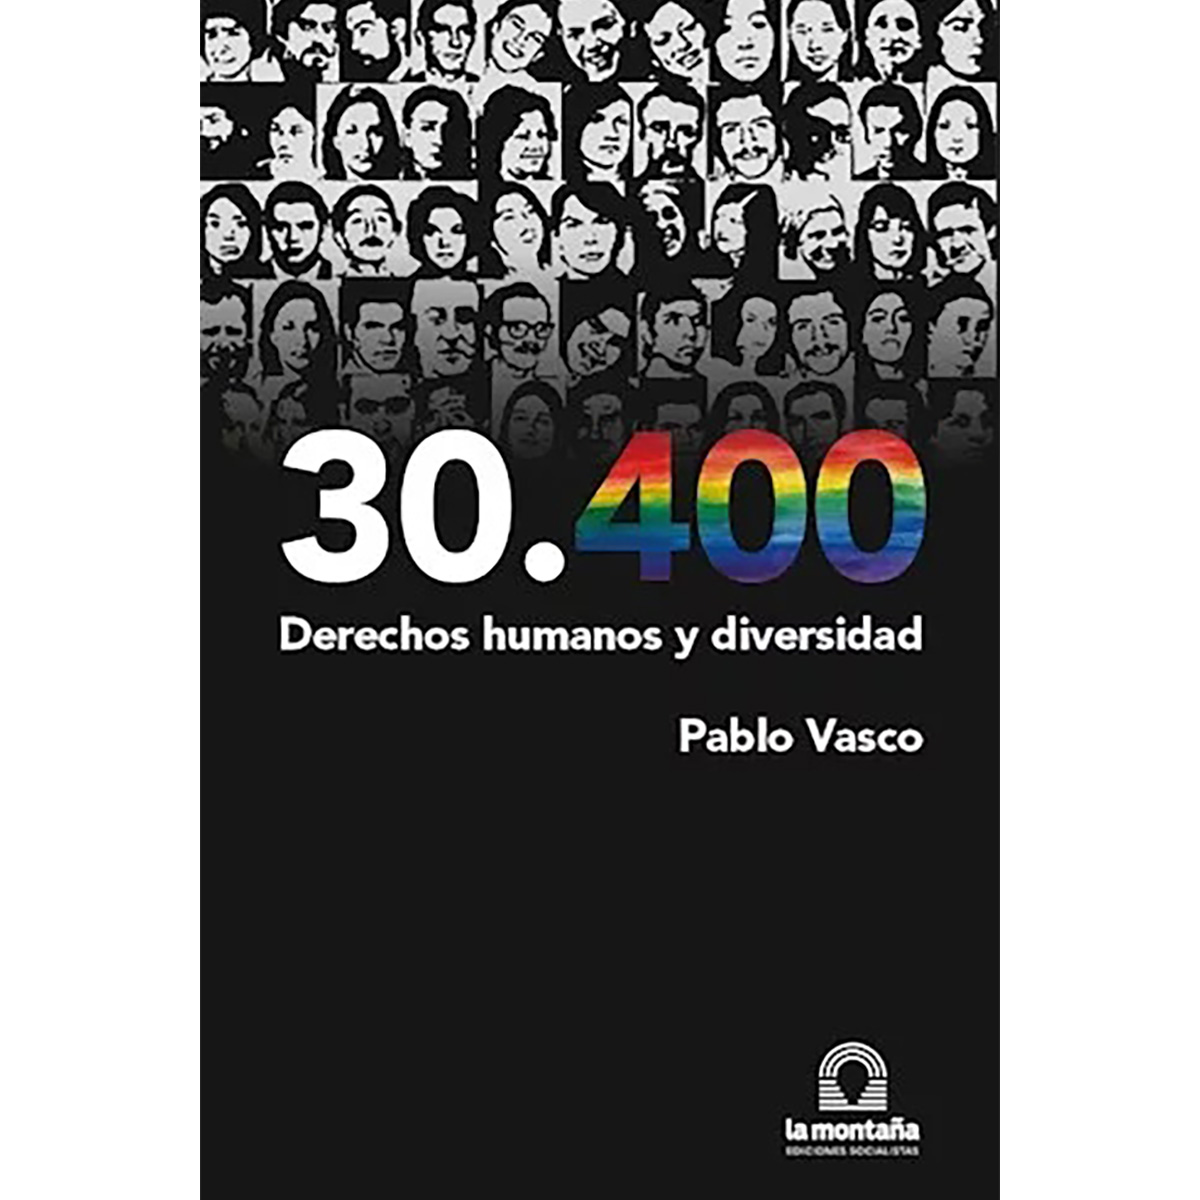 30.400
Derechos humanos y diversidad
Pablo Vasco
la montaña
EDICIONES SOCIALISTAS